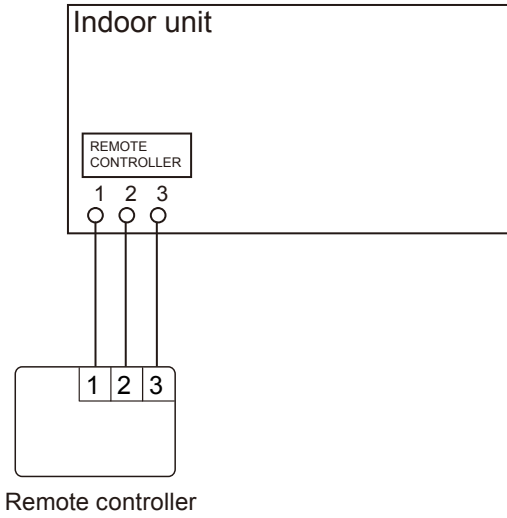 Indoor unit
REMOTE
CONTROLLER
1 2 3
1 2 3
Remote controller